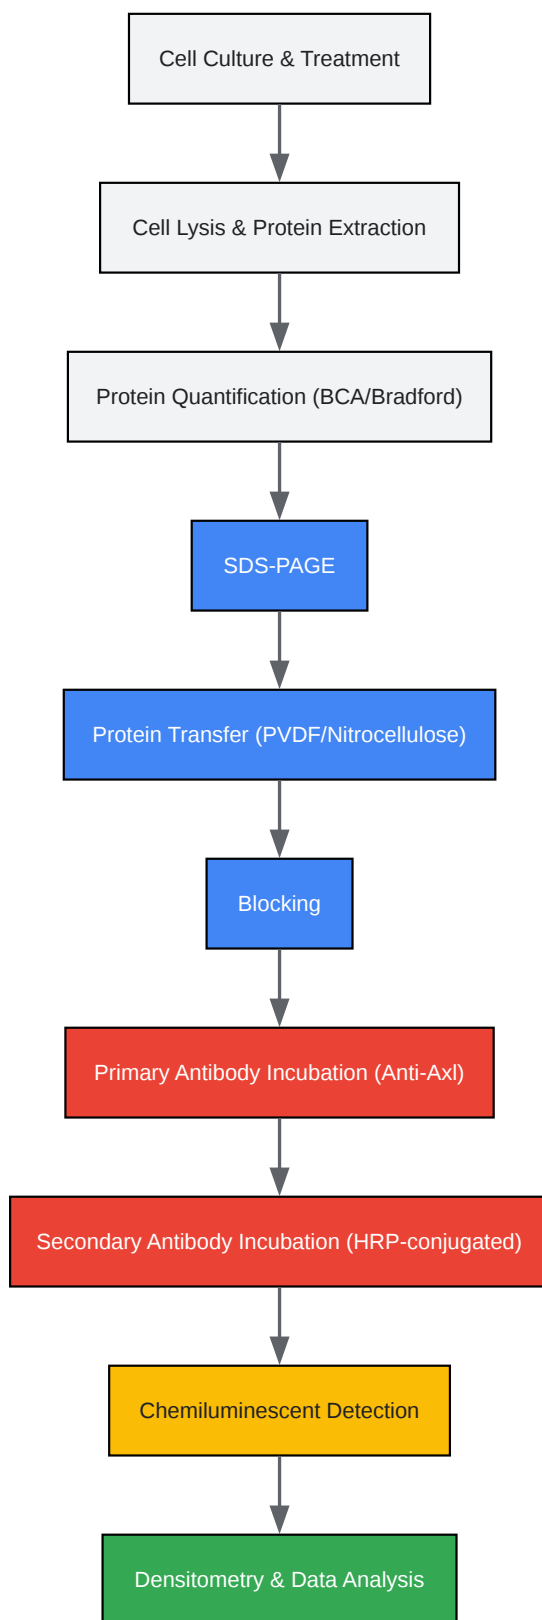 Cell Culture & Treatment
Cell Lysis & Protein Extraction
Protein Quantification (BCA/Bradford)
SDS-PAGE
Protein Transfer (PVDF/Nitrocellulose)
Blocking
Primary Antibody Incubation (Anti-Axl)
Secondary Antibody Incubation (HRP-conjugated)
Chemiluminescent Detection
Densitometry & Data Analysis